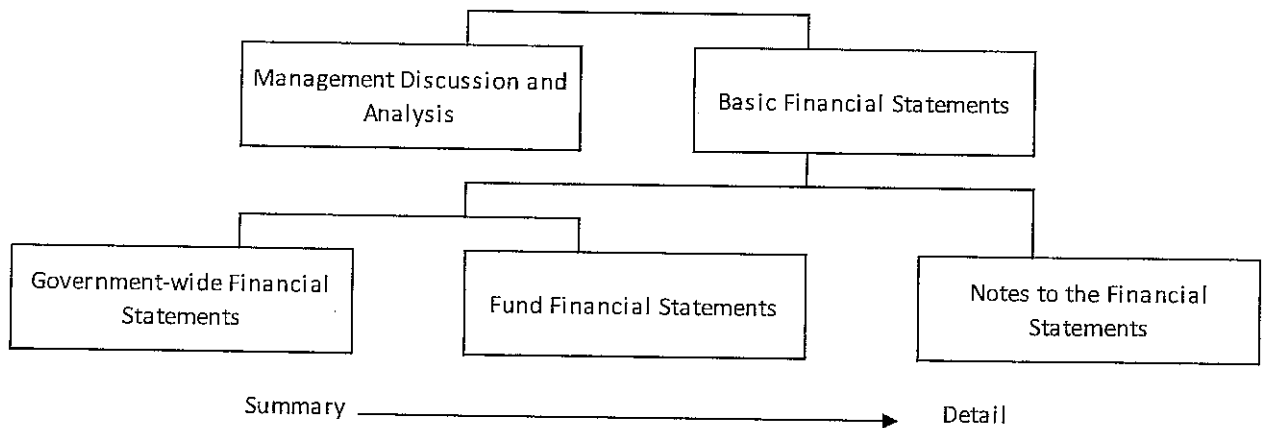 Management Discussion and
Analysis
Basic Financial Statements
Government-wide Financial
Statements
Fund Financial Statements
Notes to the Financial
Statements
Summary
Detail